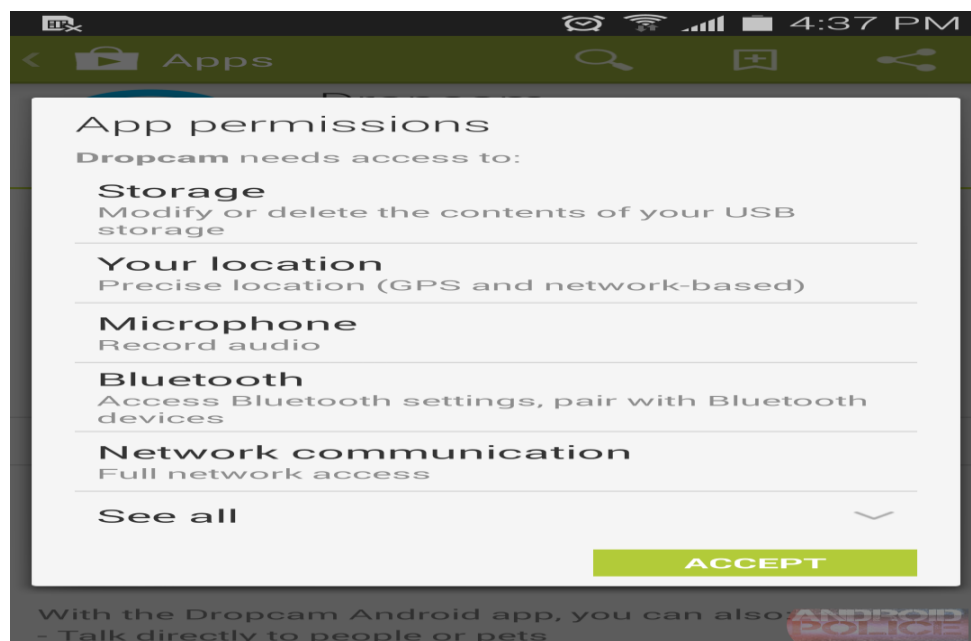 4:37 PM
Apps
Dropcam
App permissions
Dropcam needs access to:
Storage
Modify or delete the contents of your USB
storage
Your location
Precise location (GPS and network-based)
Microphone
Record audio
Bluetooth
Access Bluetooth settings, pair with Bluetooth
devices
Network communication
Full network access
See all
ACCEPT
With the Dropcam Android app, you can also:
- Talk directly to people or pets
ANDROID
POLICE